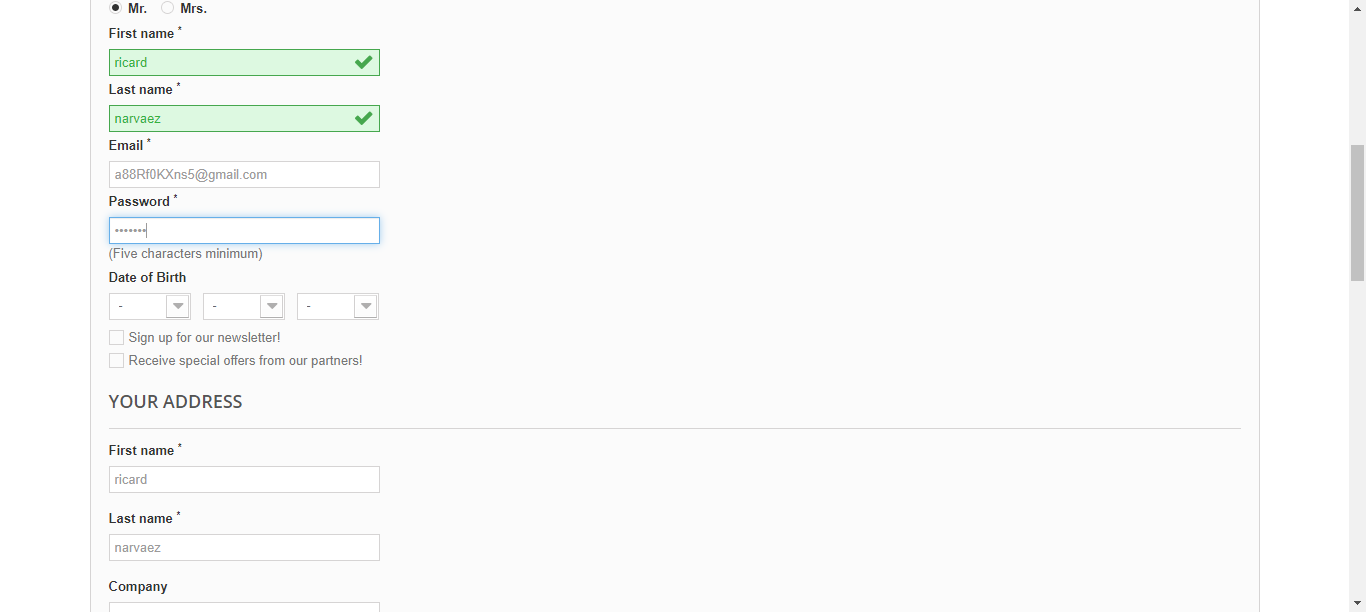 Mr. Mrs.
First name *
ricard
Last name *
narvaez
Email *
a88Rf0KXns5@gmail.com
Password *
•••••••
(Five characters minimum)
Date of Birth
- - -
Sign up for our newsletter!
Receive special offers from our partners!
YOUR ADDRESS
First name *
ricard
Last name *
narvaez
Company